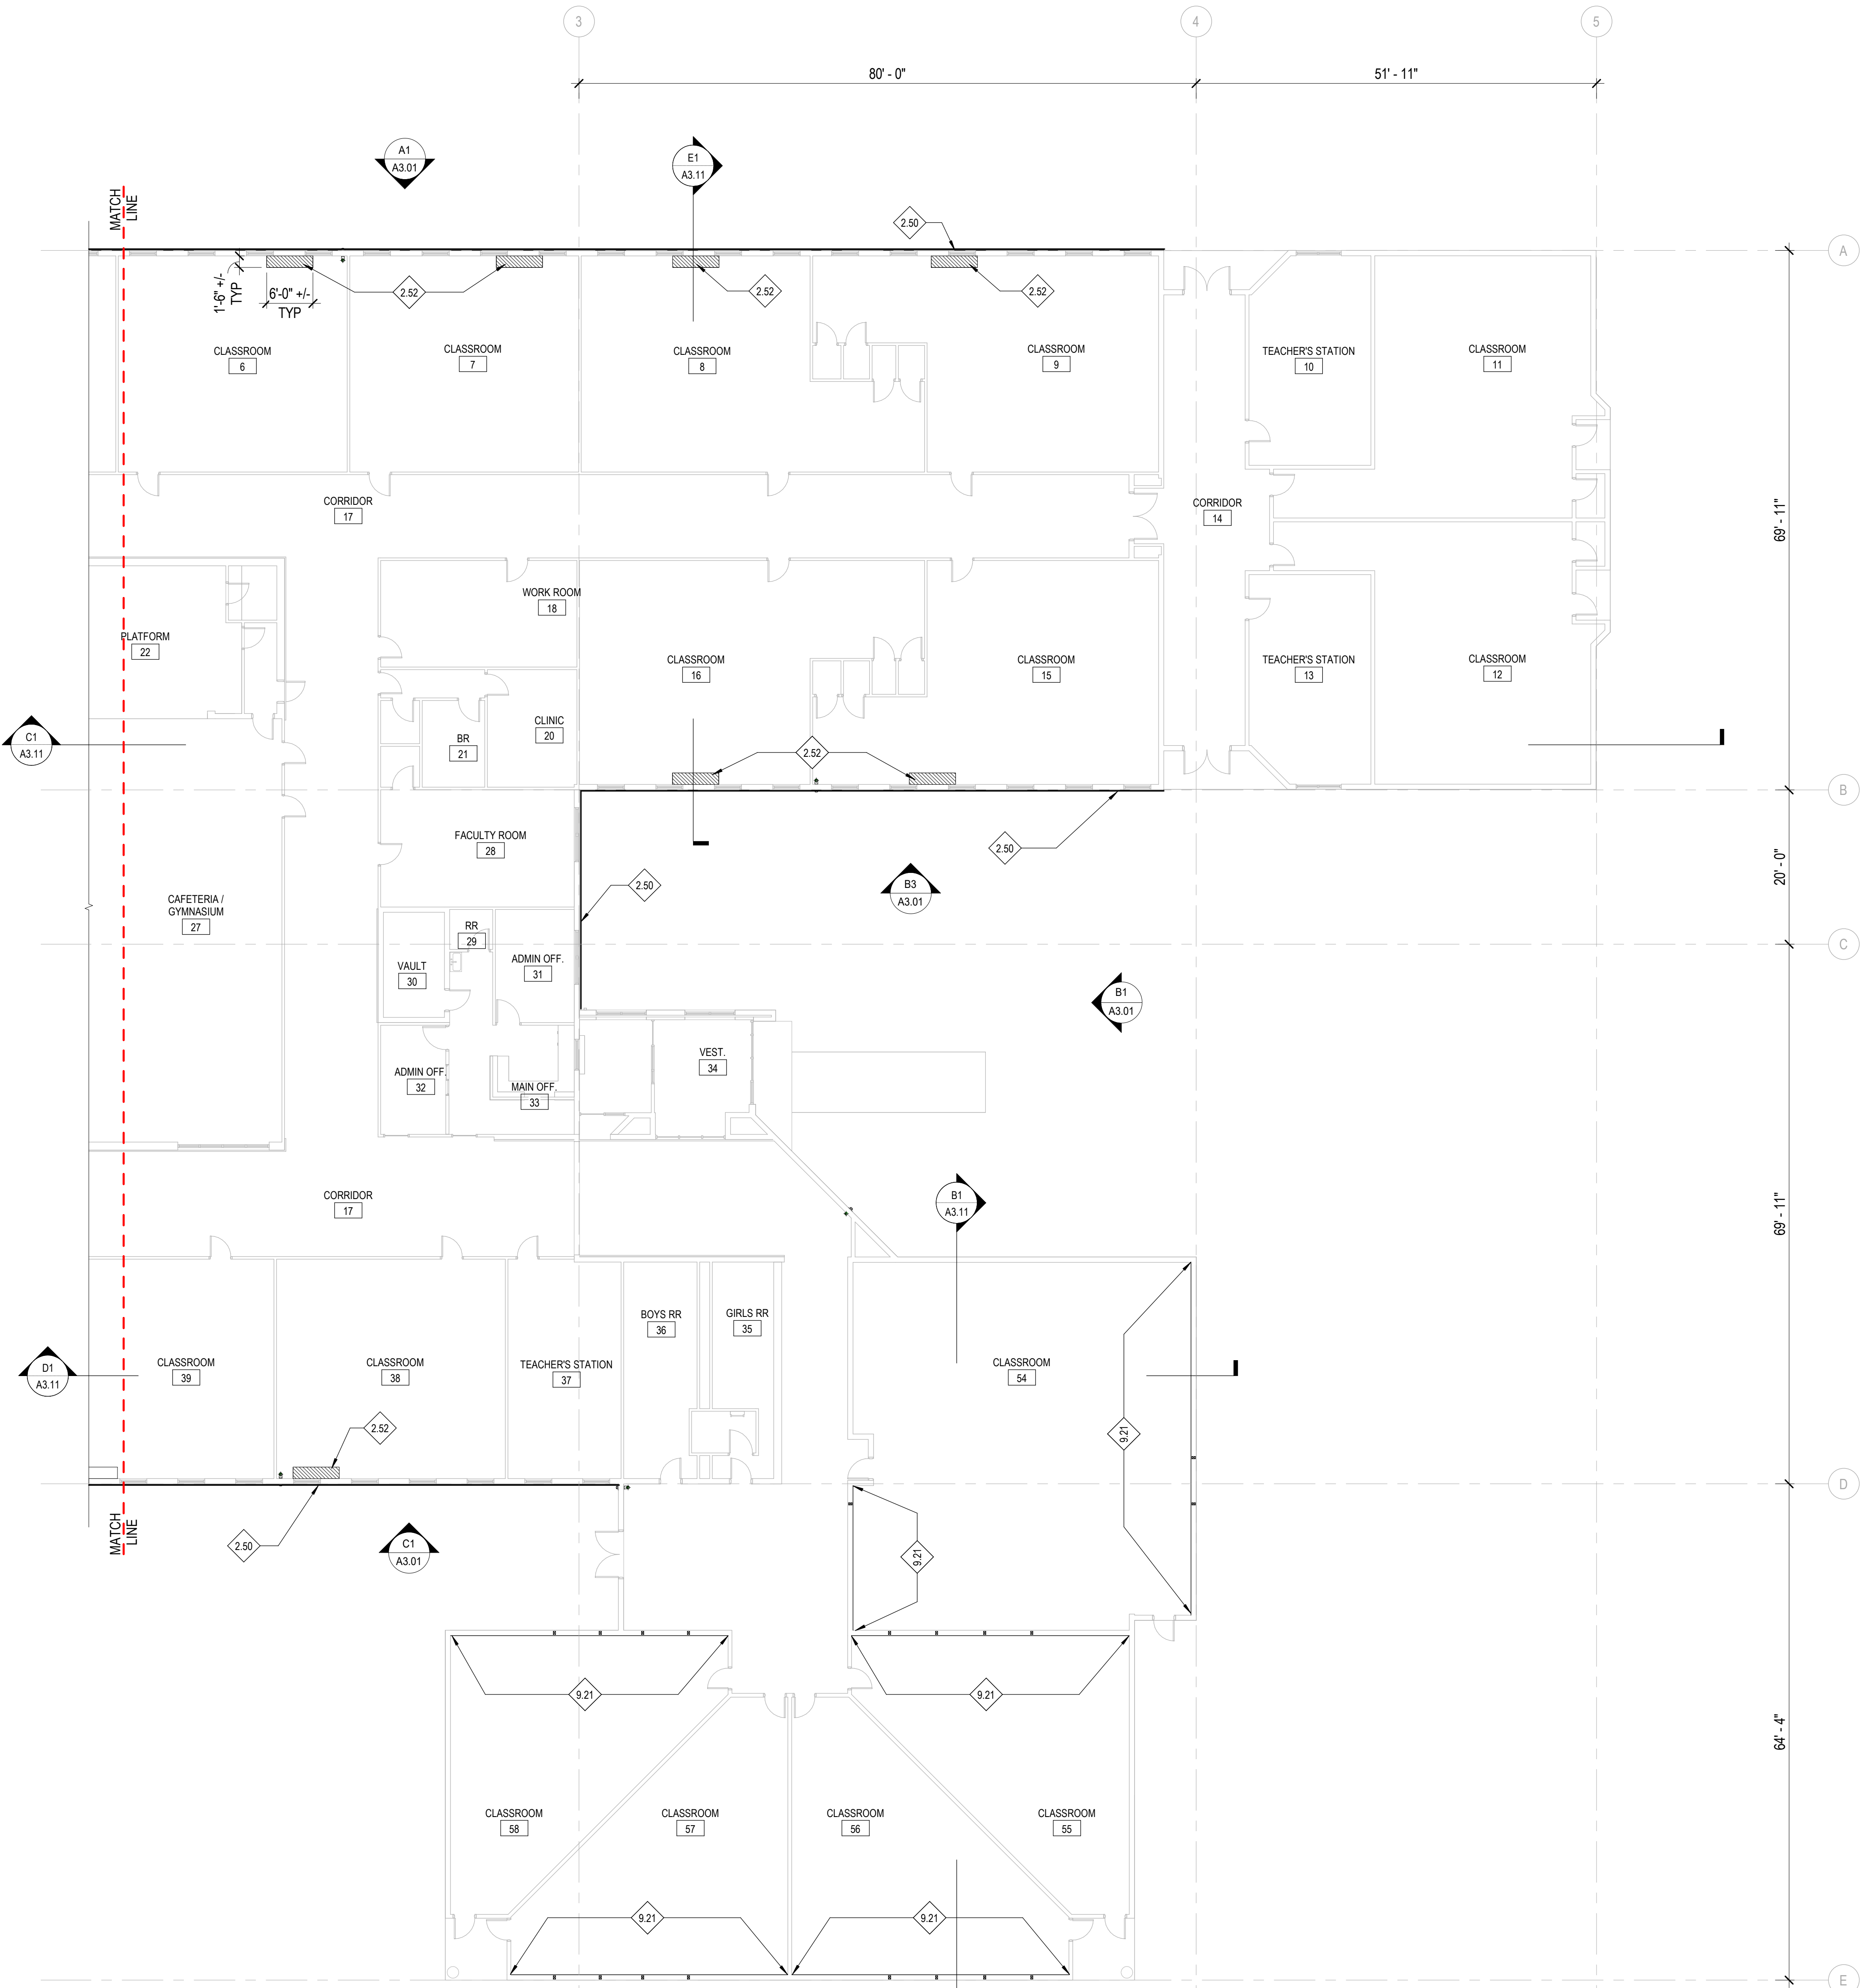 3
4
5
80' - 0"
51' - 11"
A1
A3.01
E1
A3.11
MATCH
LINE
2.50
A
1'-6" +/-
TYP
6'-0" +/-
TYP
2.52
2.52
2.52
CLASSROOM
6
CLASSROOM
7
CLASSROOM
8
CLASSROOM
9
TEACHER'S STATION
10
CLASSROOM
11
CORRIDOR
17
CORRIDOR
14
69' - 11"
WORK ROOM
18
PLATFORM
22
CLASSROOM
16
CLASSROOM
15
TEACHER'S STATION
13
CLASSROOM
12
C1
A3.11
BR
21
CLINIC
20
2.52
B
FACULTY ROOM
28
2.50
20' - 0"
2.50
B3
A3.01
CAFETERIA /
GYMNASIUM
27
RR
29
C
VAULT
30
ADMIN OFF.
31
B1
A3.01
VEST.
34
ADMIN OFF.
32
MAIN OFF.
33
CORRIDOR
17
B1
A3.11
69' - 11"
BOYS RR
36
GIRLS RR
35
D1
A3.11
CLASSROOM
39
CLASSROOM
38
TEACHER'S STATION
37
CLASSROOM
54
2.52
9.21
D
MATCH
LINE
2.50
C1
A3.01
9.21
9.21
9.21
64' - 4"
CLASSROOM
58
CLASSROOM
57
CLASSROOM
56
CLASSROOM
55
9.21
9.21
E